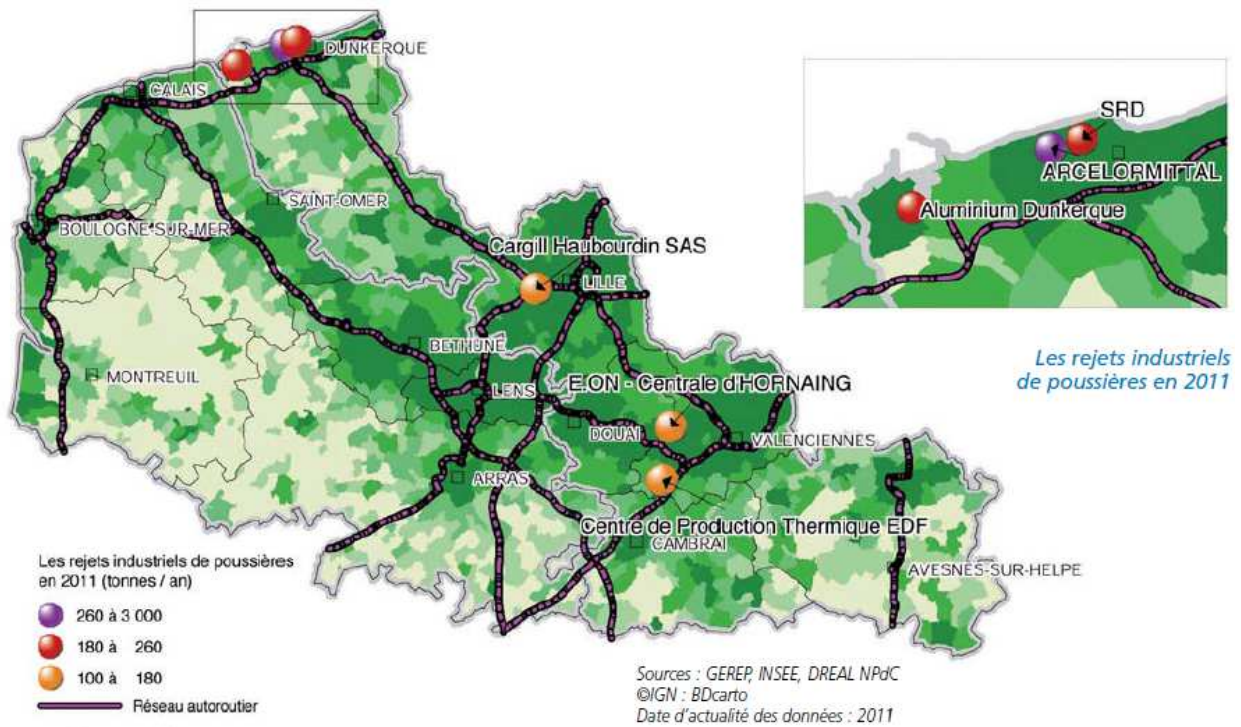 DUNKERQUE
CALAIS
SAINT-OMER
BOULOGNE-SUR-MER
Cargill Haubourdin SAS
LILLE
BETHUNE
MONTREUIL
LENS
E.ON - Centrale d'HORNAING
DOUAI
VALENCIENNES
ARRAS
Centre de Production Thermique EDF
CAMBRAI
AVESNES-SUR-HELPE
SRD
ARCELORMITTAL
Aluminium Dunkerque
Les rejets industriels
de poussières en 2011
Les rejets industriels de poussières
en 2011 (tonnes / an)
260 à 3 000
180 à 260
100 à 180
Réseau autoroutier
Sources : GEREP, INSEE, DREAL NPdC
©IGN : BDcarto
Date d'actualité des données : 2011